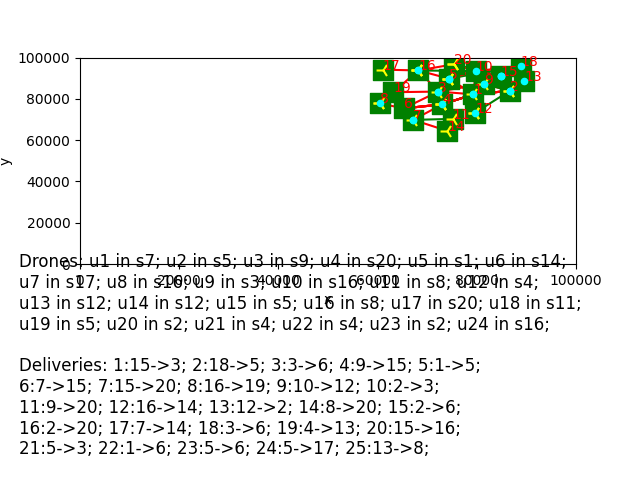 100000
80000
60000
40000
20000
0
y
0 20000 40000 60000 80000 100000
x
20
18
3
19
12
Drones: u1 in s7; u2 in s5; u3 in s9; u4 in s20; u5 in s1; u6 in s14;
u7 in s17; u8 in s16; u9 in s3; u10 in s16; u11 in s8; u12 in s4;
u13 in s12; u14 in s12; u15 in s5; u16 in s8; u17 in s20; u18 in s11;
u19 in s5; u20 in s2; u21 in s4; u22 in s4; u23 in s2; u24 in s16;
Deliveries: 1:15->3; 2:18->5; 3:3->6; 4:9->15; 5:1->5;
6:7->15; 7:15->20; 8:16->19; 9:10->12; 10:2->3;
11:9->20; 12:16->14; 13:12->2; 14:8->20; 15:2->6;
16:2->20; 17:7->14; 18:3->6; 19:4->13; 20:15->16;
21:5->3; 22:1->6; 23:5->6; 24:5->17; 25:13->8;